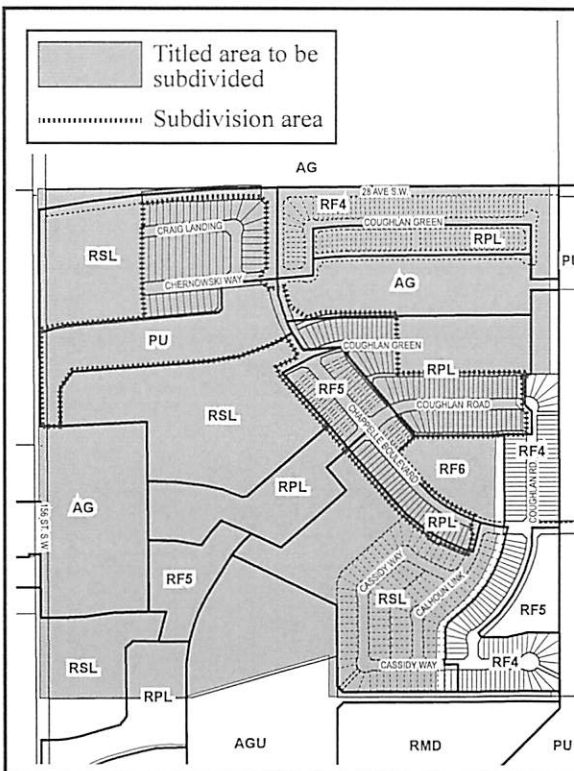 Titled area to be
subdivided
Subdivision area
AG
28 AVE S.W.
RF4
COUGHLAN GREEN
CRAIG LANDING
RPL
RSL
PU
CHERNOWSKI WAY
AG
PU
COUGHLAN GREEN
RPL
RF5
RSL
COUGHLAN ROAD
CHAPPELLE BOULEVARD
RF4
RF6
COUGHLAN RD
RPL
AG
156 ST. S.W
RPL
CASSIDY WAY
RF5
RSL
CALHOUN LINK
RF5
RSL
CASSIDY WAY
RF4
RPL
AGU
RMD
PU